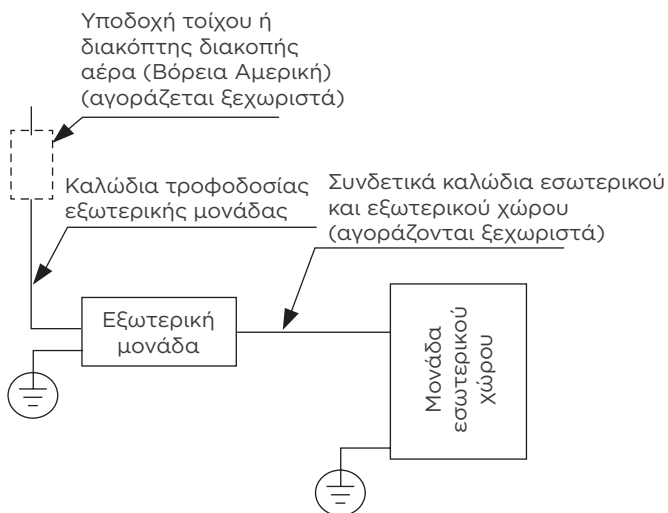 Υποδοχή τοίχου ή
διακόπτης διακοπής
αέρα (Βόρεια Αμερική)
(αγοράζεται ξεχωριστά)
Καλώδια τροφοδοσίας
εξωτερικής μονάδας
Συνδετικά καλώδια εσωτερικού
και εξωτερικού χώρου
(αγοράζονται ξεχωριστά)
Εξωτερική
μονάδα
Μονάδα
εσωτερικού
χώρου